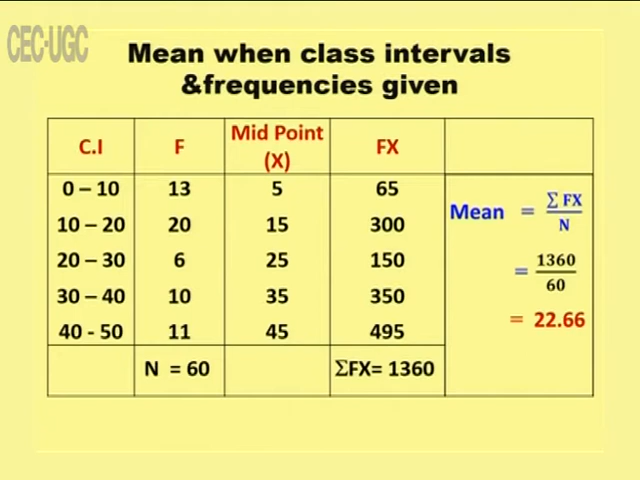 CEC-UGC
Mean when class intervals
&frequencies given
C.I F Mid Point (X) FX
0 – 10 13 5 65
10 – 20 20 15 300
20 – 30 6 25 150
30 – 40 10 35 350
40 - 50 11 45 495
N = 60 ΣFX= 1360
Mean = ∑ FX / N
= 1360 / 60
= 22.66